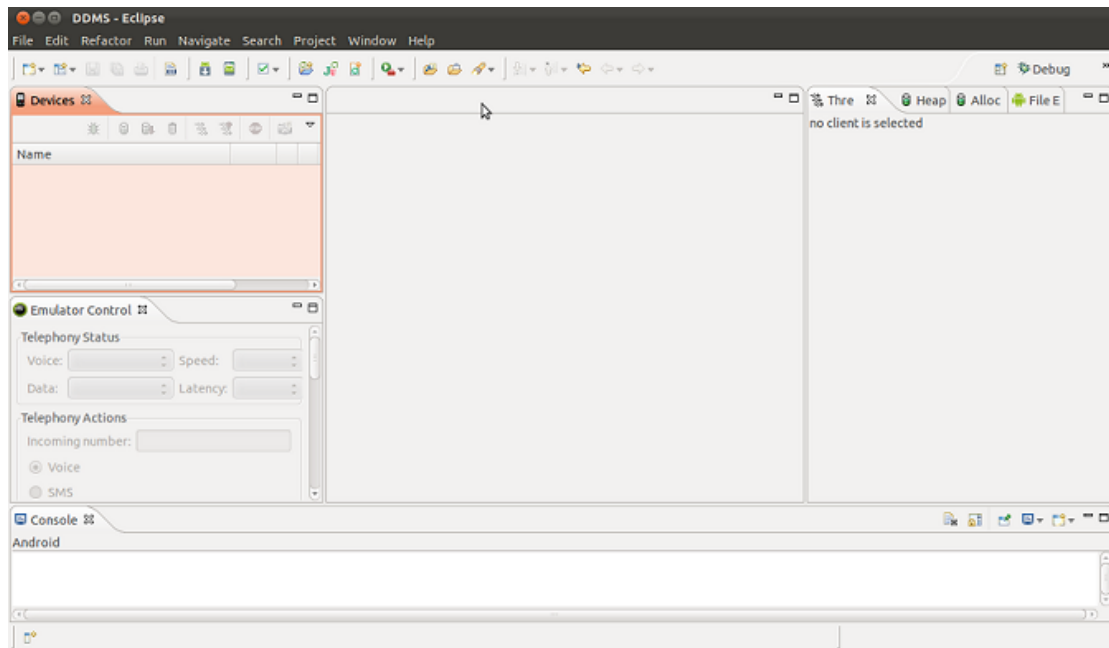 DDMS - Eclipse
File Edit Refactor Run Navigate Search Project Window Help
Debug
Devices
Thre Heap Alloc File E
no client is selected
Name
Emulator Control
Telephony Status
Voice: Speed:
Data: Latency:
Telephony Actions
Incoming number:
Voice
SMS
Console
Android